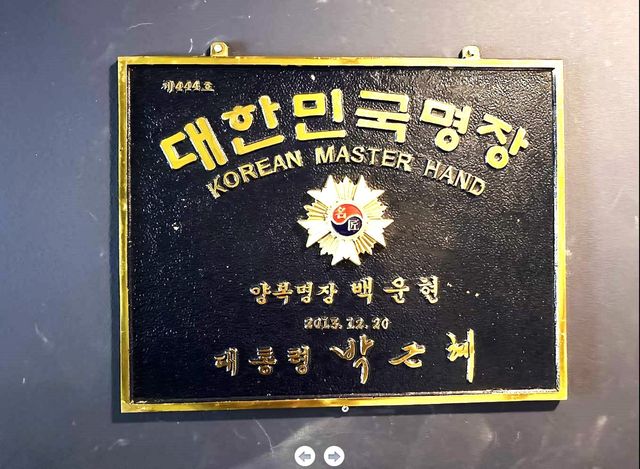 제444호
대한민국명장
KOREAN MASTER HAND
名匠
양복명장 백운현
2013.12.20
대통령 박근혜